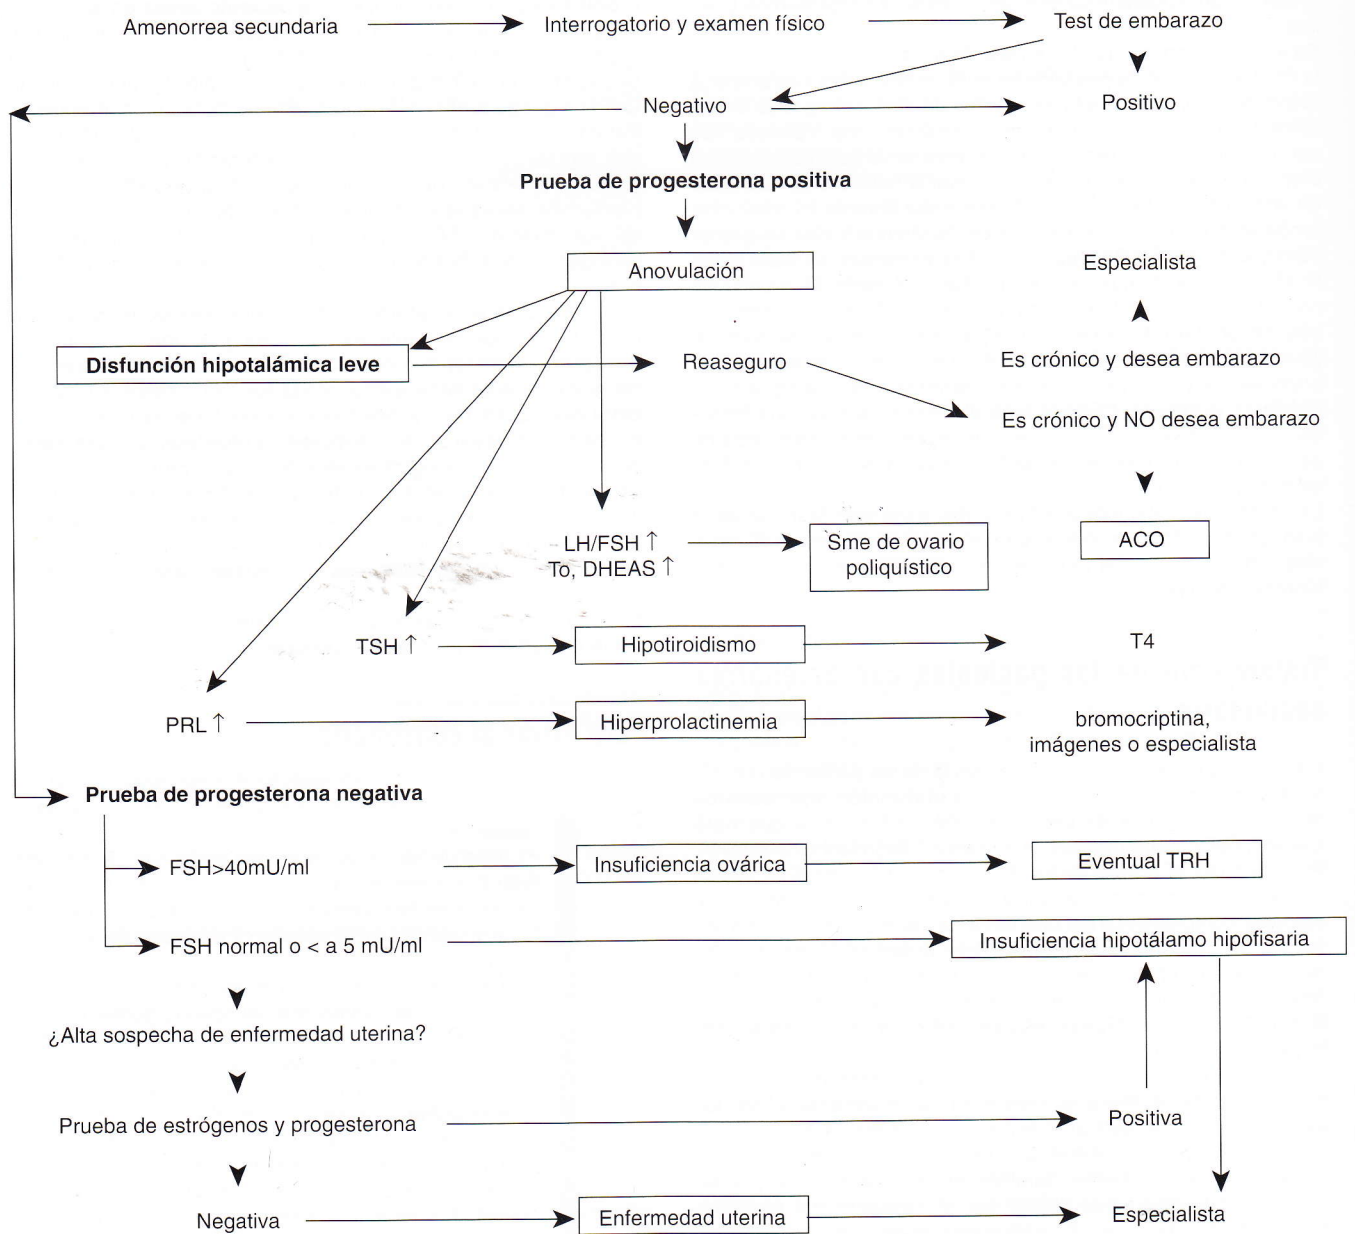 Amenorrea secundaria
Interrogatorio y examen físico
Test de embarazo
Negativo
Positivo
Prueba de progesterona positiva
Anovulación
Especialista
Disfunción hipotalámica leve
Reaseguro
Es crónico y desea embarazo
Es crónico y NO desea embarazo
LH/FSH ↑
To, DHEAS ↑
Sme de ovario
poliquístico
ACO
TSH ↑
Hipotiroidismo
T4
PRL ↑
Hiperprolactinemia
bromocriptina,
imágenes o especialista
Prueba de progesterona negativa
FSH>40mU/ml
Insuficiencia ovárica
Eventual TRH
FSH normal o < a 5 mU/ml
Insuficiencia hipotálamo hipofisaria
¿Alta sospecha de enfermedad uterina?
Prueba de estrógenos y progesterona
Positiva
Negativa
Enfermedad uterina
Especialista